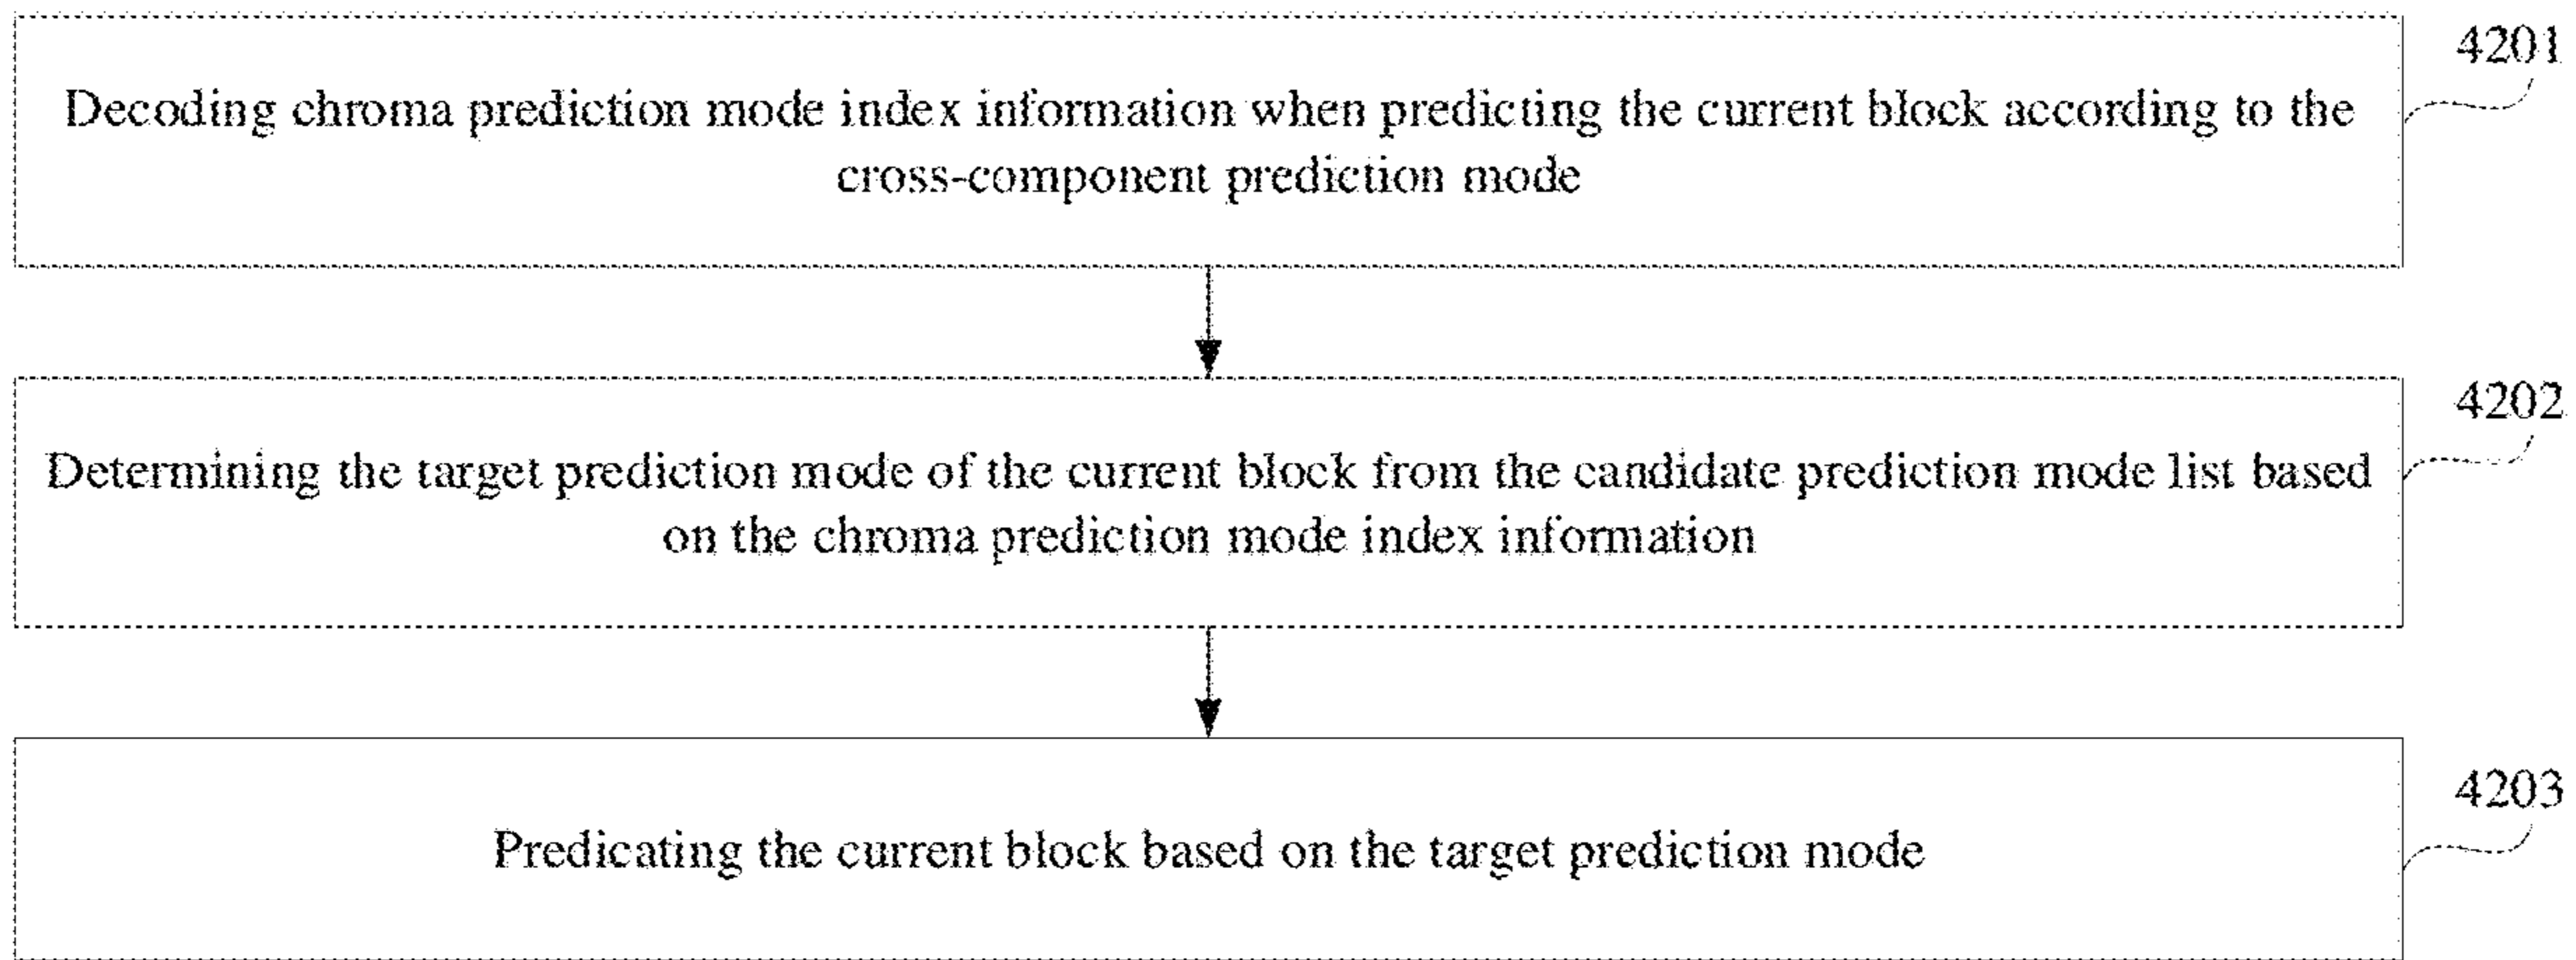 4201
Decoding chroma prediction mode index information when predicting the current block according to the
cross-component prediction mode
4202
Determining the target prediction mode of the current block from the candidate prediction mode list based
on the chroma prediction mode index information
4203
Predicating the current block based on the target prediction mode